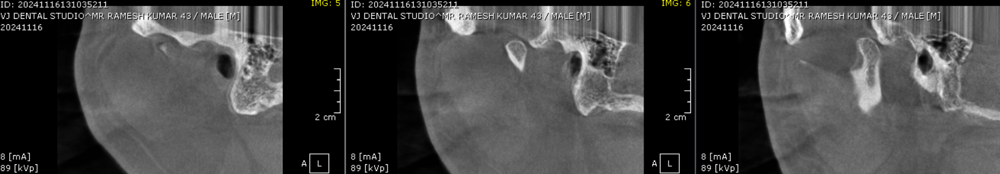 ID: 20241116131035211
IMG: 5
VJ DENTAL STUDIO^MR RAMESH KUMAR 43 / MALE [M]
20241116
2 cm
8 [mA]
89 [kVp]
A L
ID: 20241116131035211
IMG: 6
VJ DENTAL STUDIO^MR RAMESH KUMAR 43 / MALE [M]
20241116
2 cm
8 [mA]
89 [kVp]
A L
ID: 20241116131035211
VJ DENTAL STUDIO^MR RAMESH KUMAR 43 / MALE [M]
20241116
8 [mA]
89 [kVp]